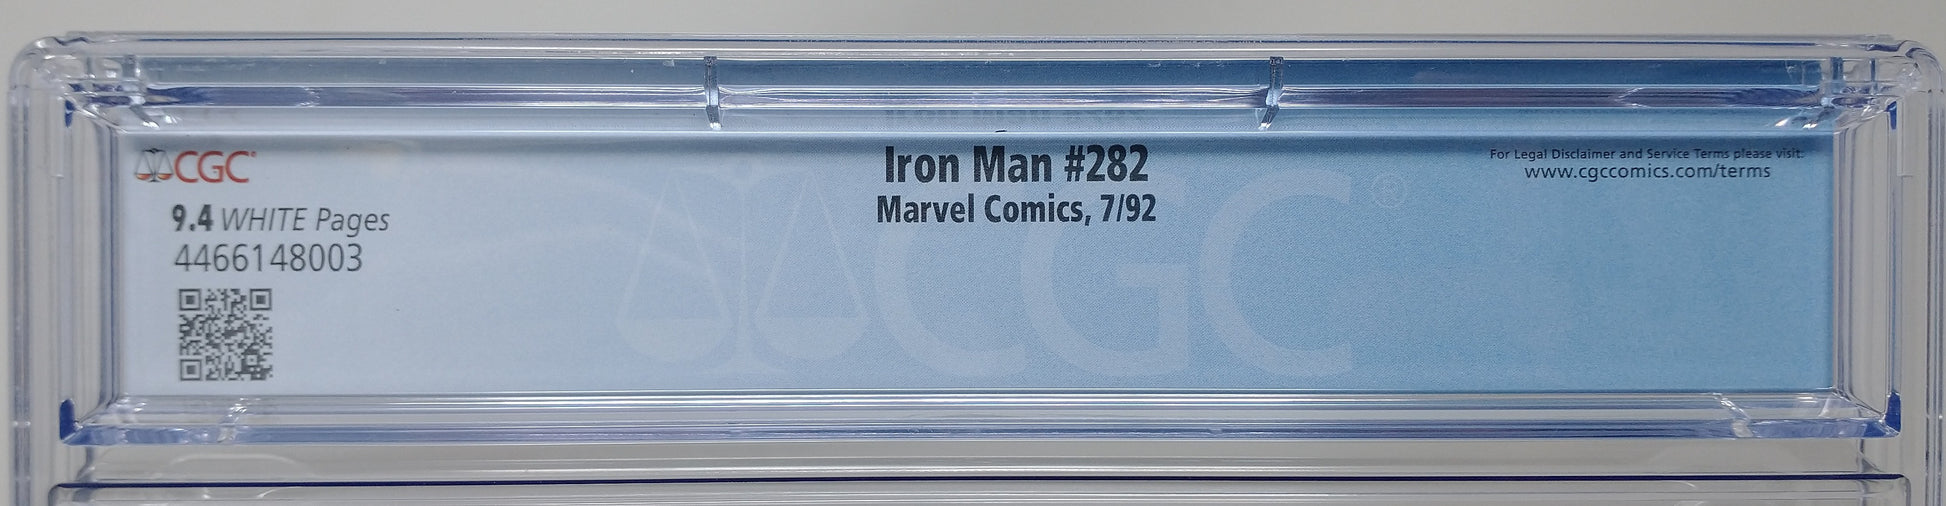 CGC
9.4 WHITE Pages
4466148003
Iron Man #282
Marvel Comics, 7/92
For Legal Disclaimer and Service Terms please visit:
www.cgccomics.com/terms
CGC®